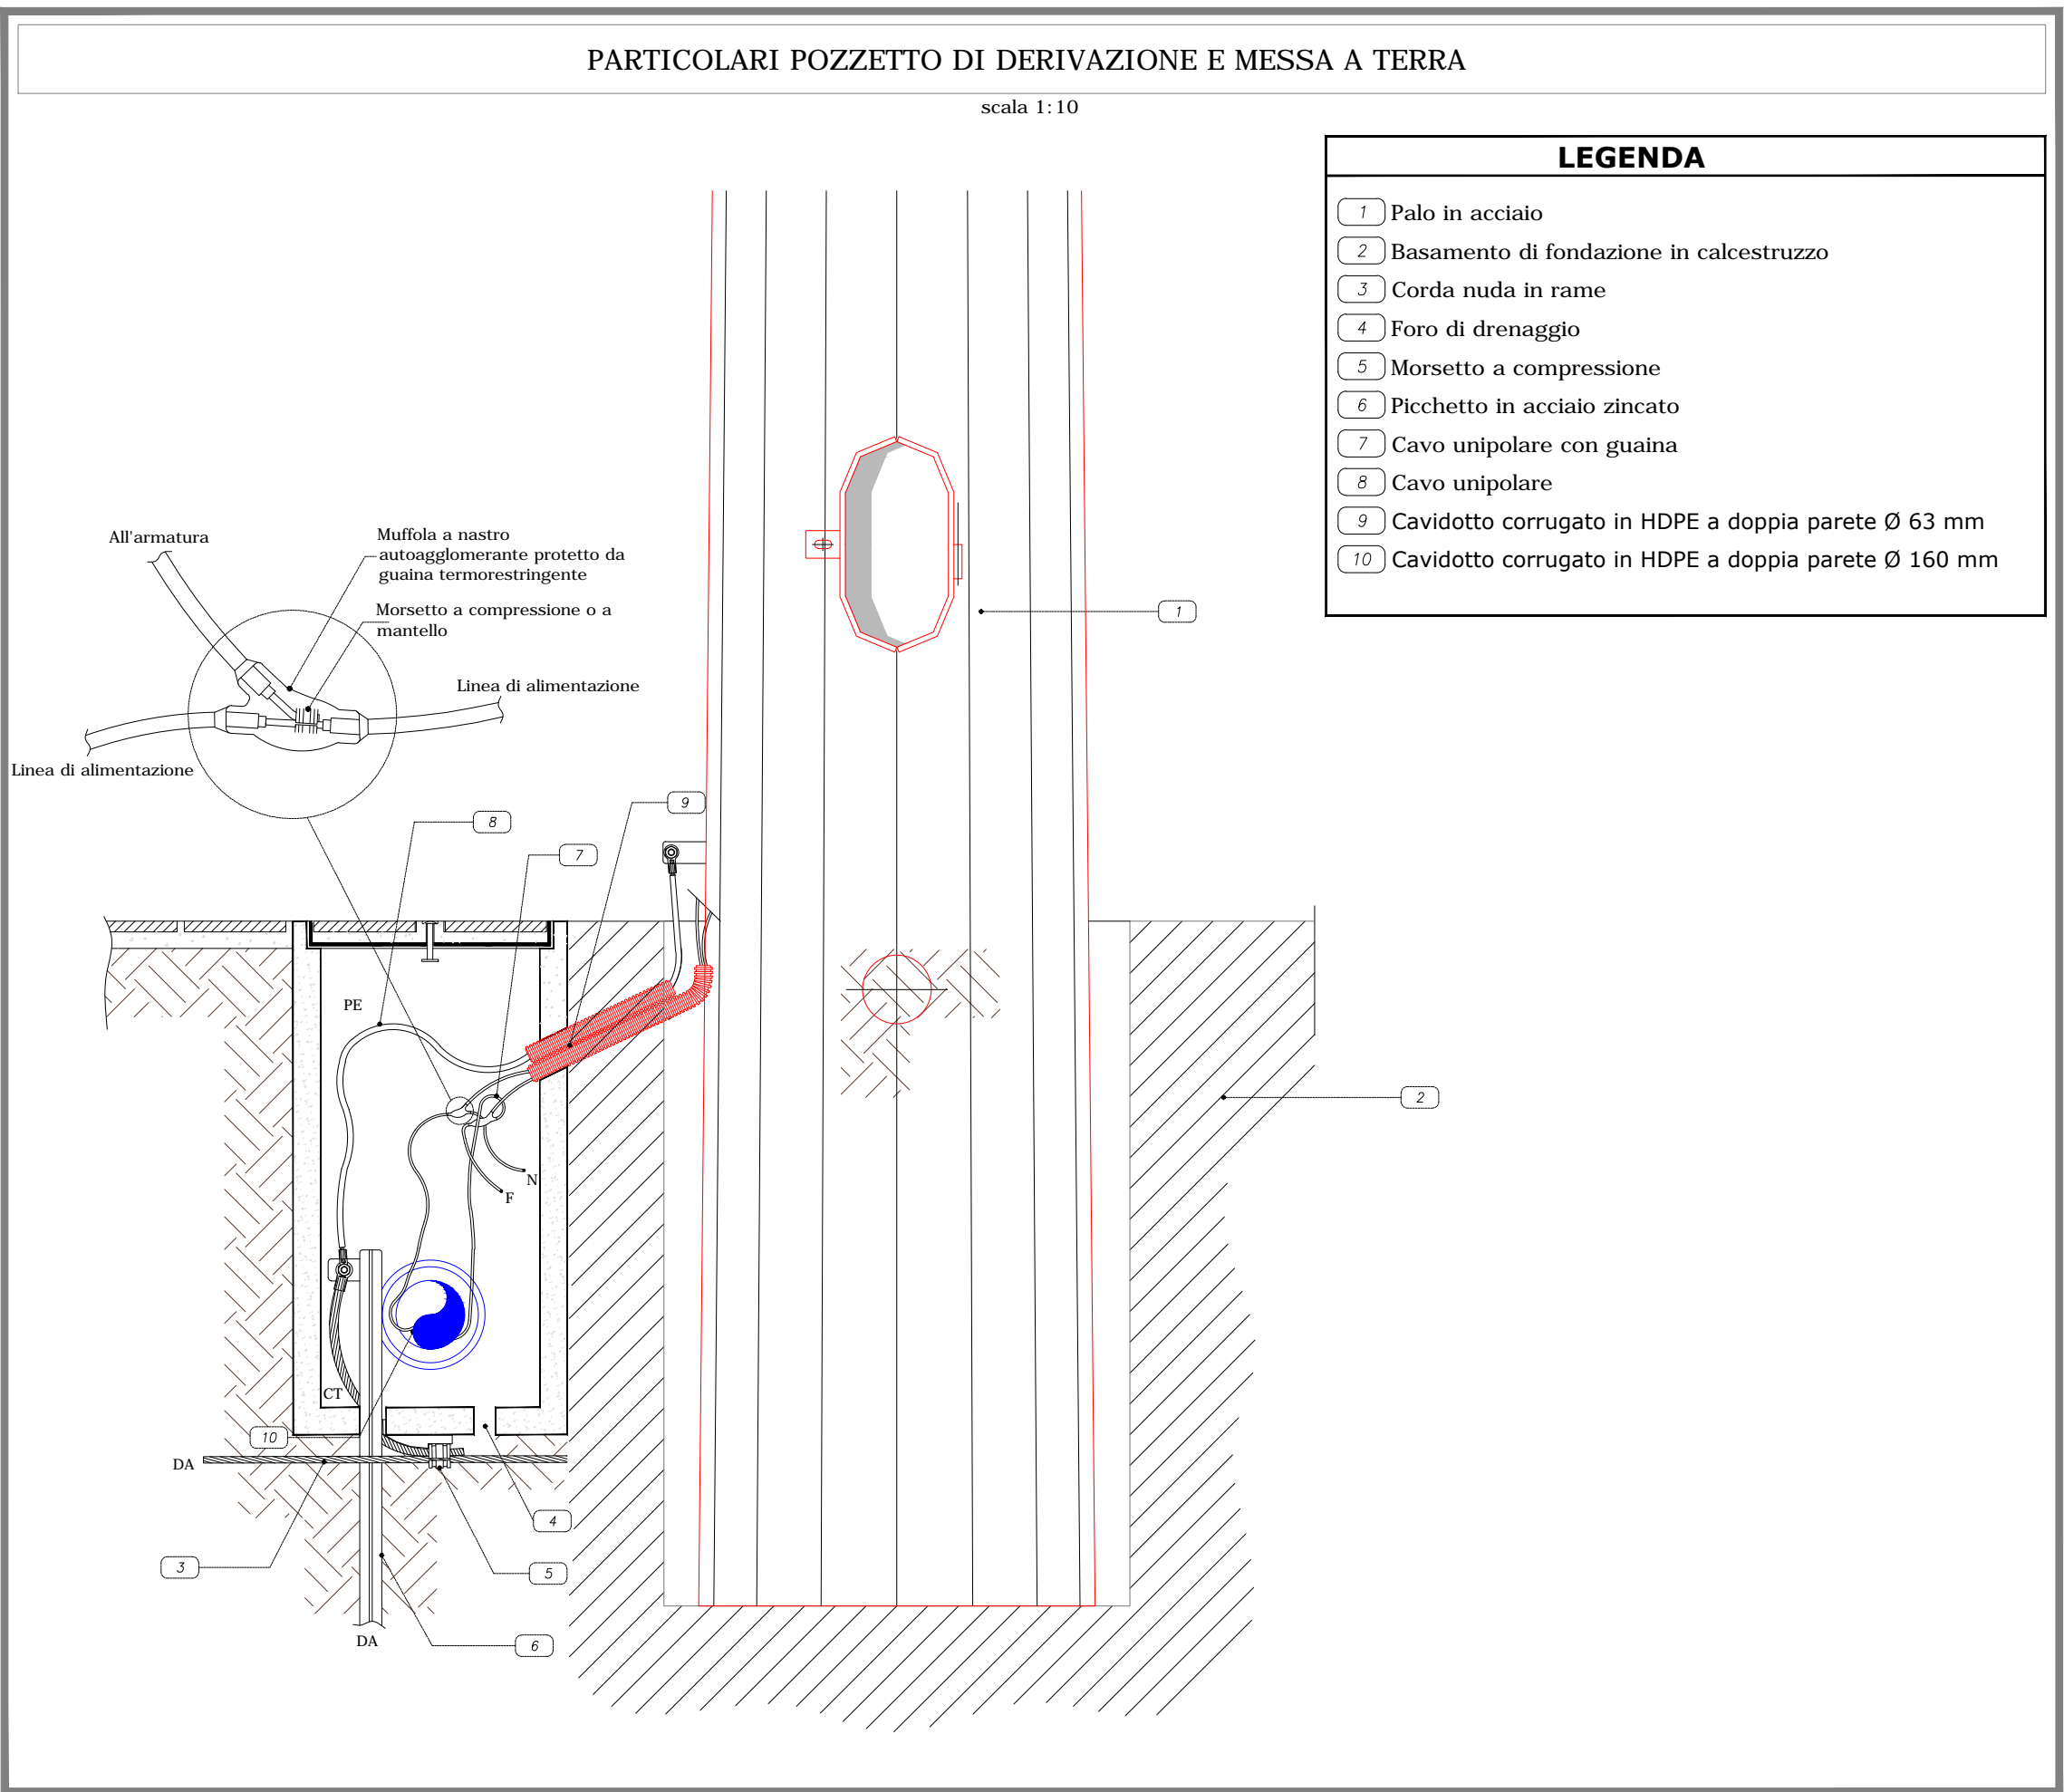 PARTICOLARI POZZETTO DI DERIVAZIONE E MESSA A TERRA
scala 1:10
LEGENDA
1 Palo in acciaio
2 Basamento di fondazione in calcestruzzo
3 Corda nuda in rame
4 Foro di drenaggio
5 Morsetto a compressione
6 Picchetto in acciaio zincato
7 Cavo unipolare con guaina
8 Cavo unipolare
9 Cavidotto corrugato in HDPE a doppia parete Ø 63 mm
10 Cavidotto corrugato in HDPE a doppia parete Ø 160 mm
All'armatura
Muffola a nastro
autoagglomerante protetto da
guaina termorestringente
Morsetto a compressione o a
mantello
Linea di alimentazione
Linea di alimentazione
1
9
8
7
PE
2
N
F
CT
10
DA
4
3
5
DA
6